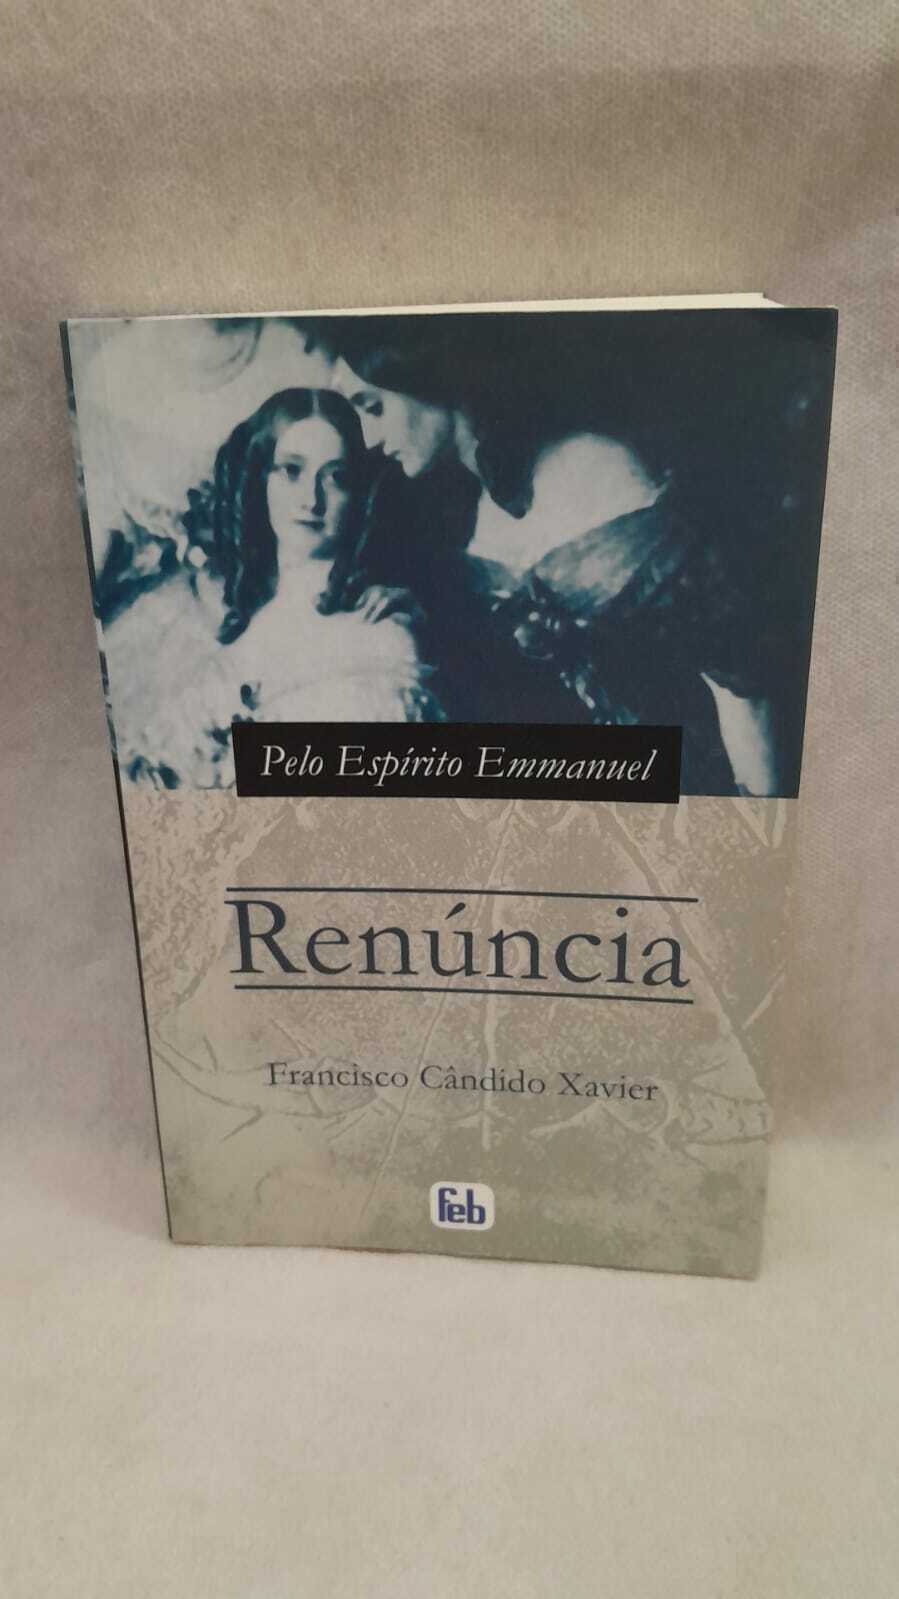 Pelo Espírito Emmanuel
Renúncia
Francisco Cândido Xavier
feb